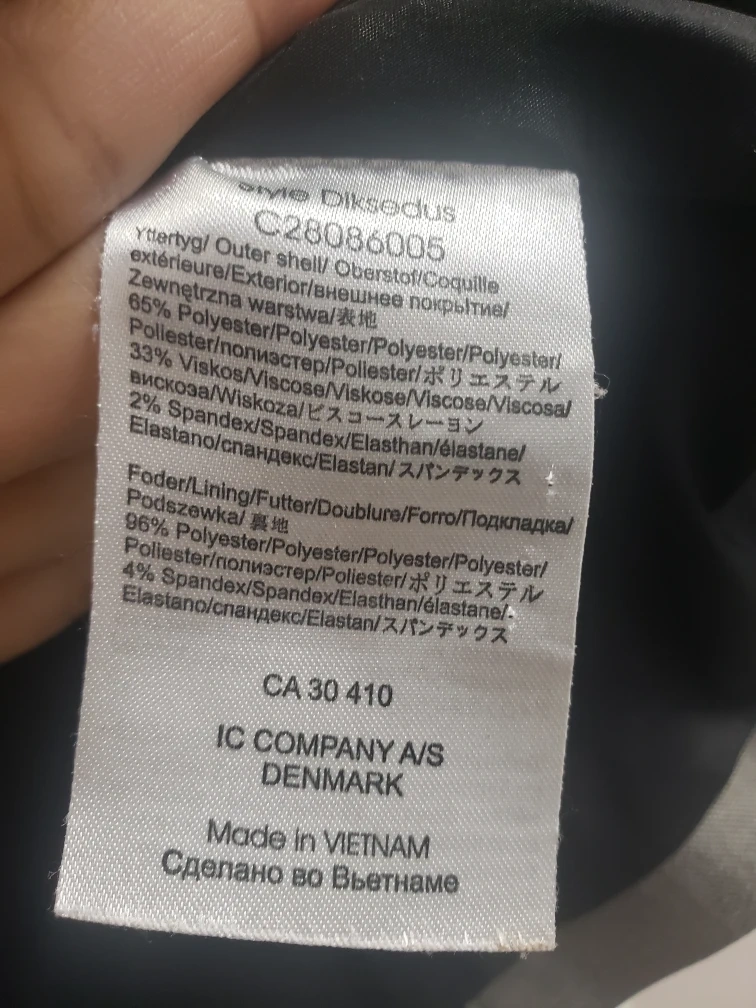 Style Diksedus
C28086005
Yttertyg/ Outer shell/ Oberstof/Coquille
extérieure/Exterior/внешнее покрытие/
Zewnętrzna warstwa/表地
65% Polyester/Polyester/Polyester/Polyester/
Poliester/полиэстер/Poliester/ポリエステル
33% Viskos/Viscose/Viskose/Viscose/Viscosa/
вискоза/Wiskoza/ビスコースレーヨン
2% Spandex/Spandex/Elasthan/élastane/
Elastano/спандекс/Elastan/スパンデックス
Foder/Lining/Futter/Doublure/Forro/Подкладка/
Podszewka/ 裏地
96% Polyester/Polyester/Polyester/Polyester/
Poliester/полиэстер/Poliester/ポリエステル
4% Spandex/Spandex/Elasthan/élastane/
Elastano/спандекс/Elastan/スパンデックス
CA 30 410
IC COMPANY A/S
DENMARK
Made in VIETNAM
Сделано во Вьетнаме